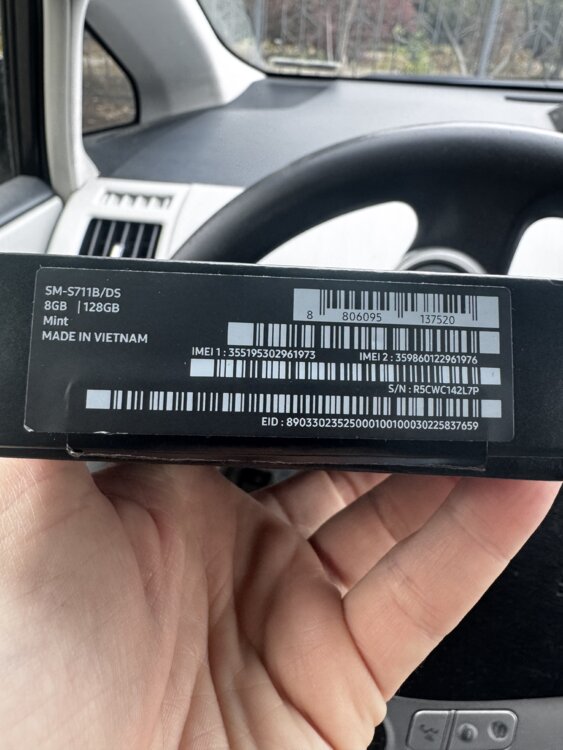 SM-S711B/DS
8GB | 128GB
Mint
MADE IN VIETNAM
8 806095 137520
IMEI 1 : 355195302961973 IMEI 2 : 359860122961976
S/N : R5CWC142L7P
EID : 89033023525000100100030225837659